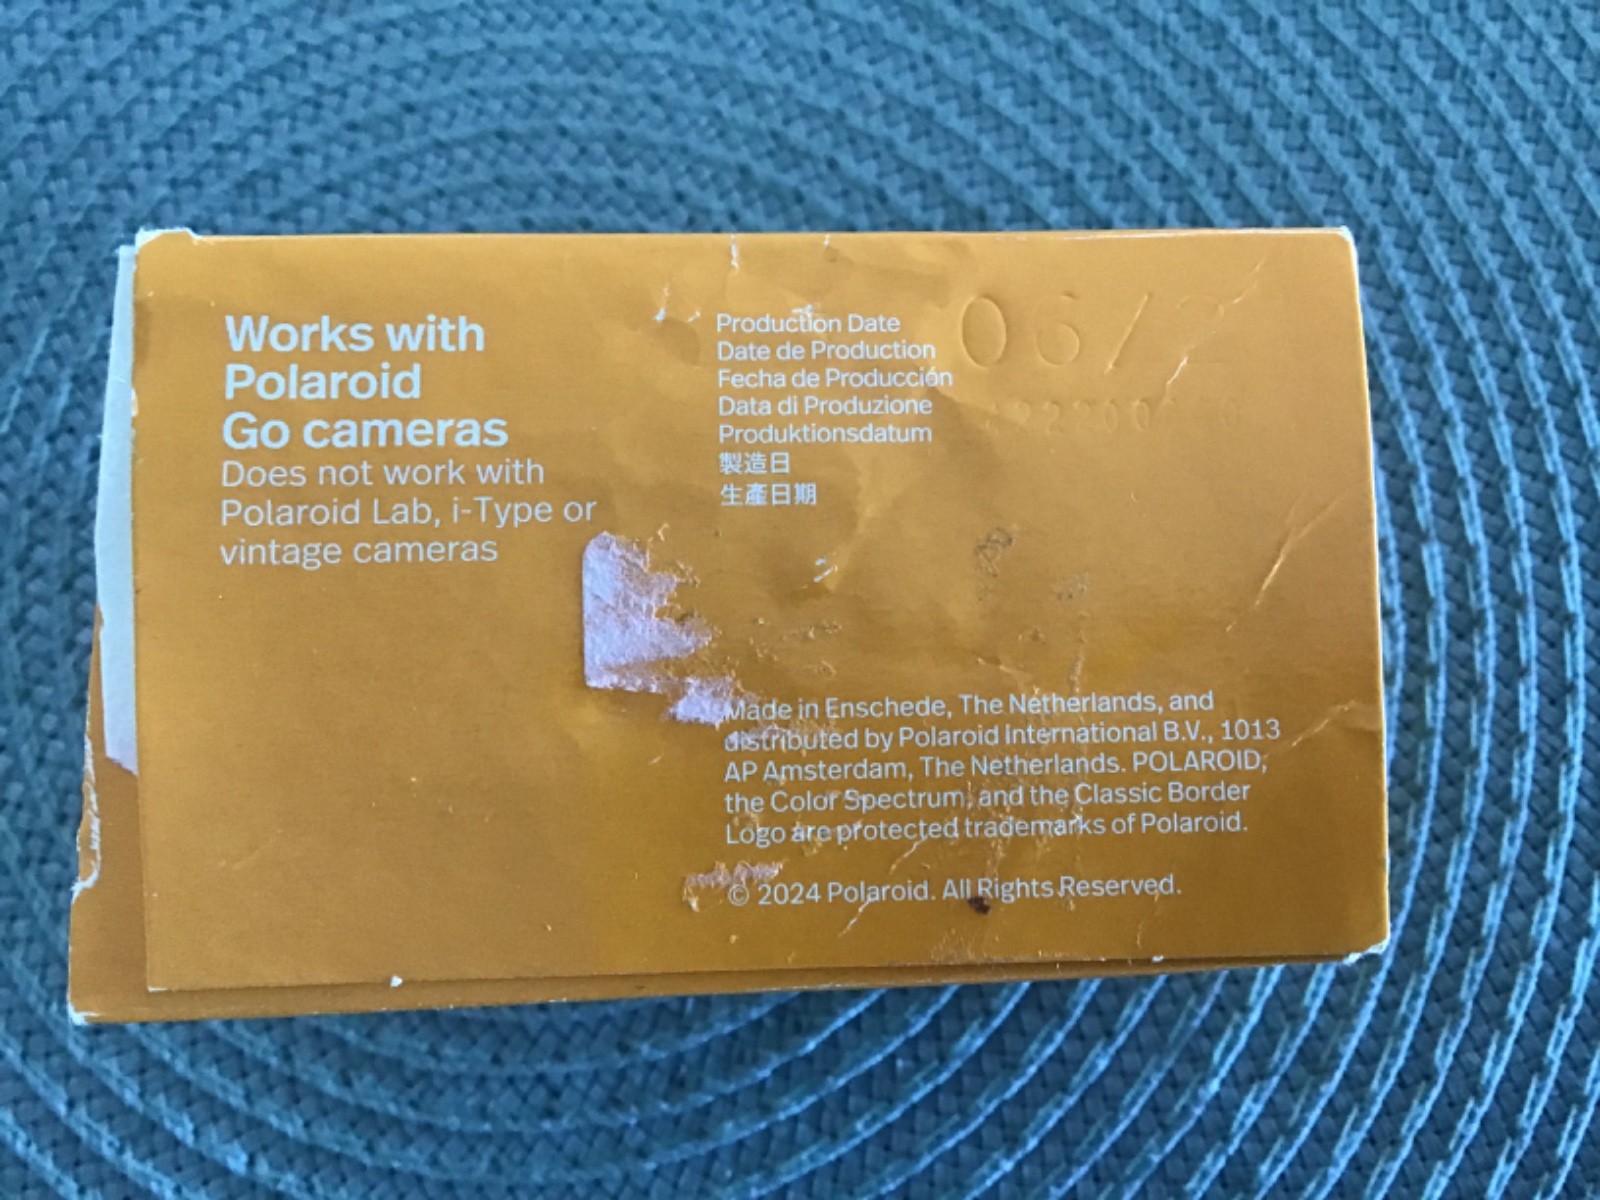 Works with
Polaroid
Go cameras
Does not work with
Polaroid Lab, i-Type or
vintage cameras
Production Date
Date de Production
Fecha de Producción
Data di Produzione
Produktionsdatum
製造日
生產日期
Made in Enschede, The Netherlands, and
distributed by Polaroid International B.V., 1013
AP Amsterdam, The Netherlands. POLAROID,
the Color Spectrum, and the Classic Border
Logo are protected trademarks of Polaroid.
© 2024 Polaroid. All Rights Reserved.